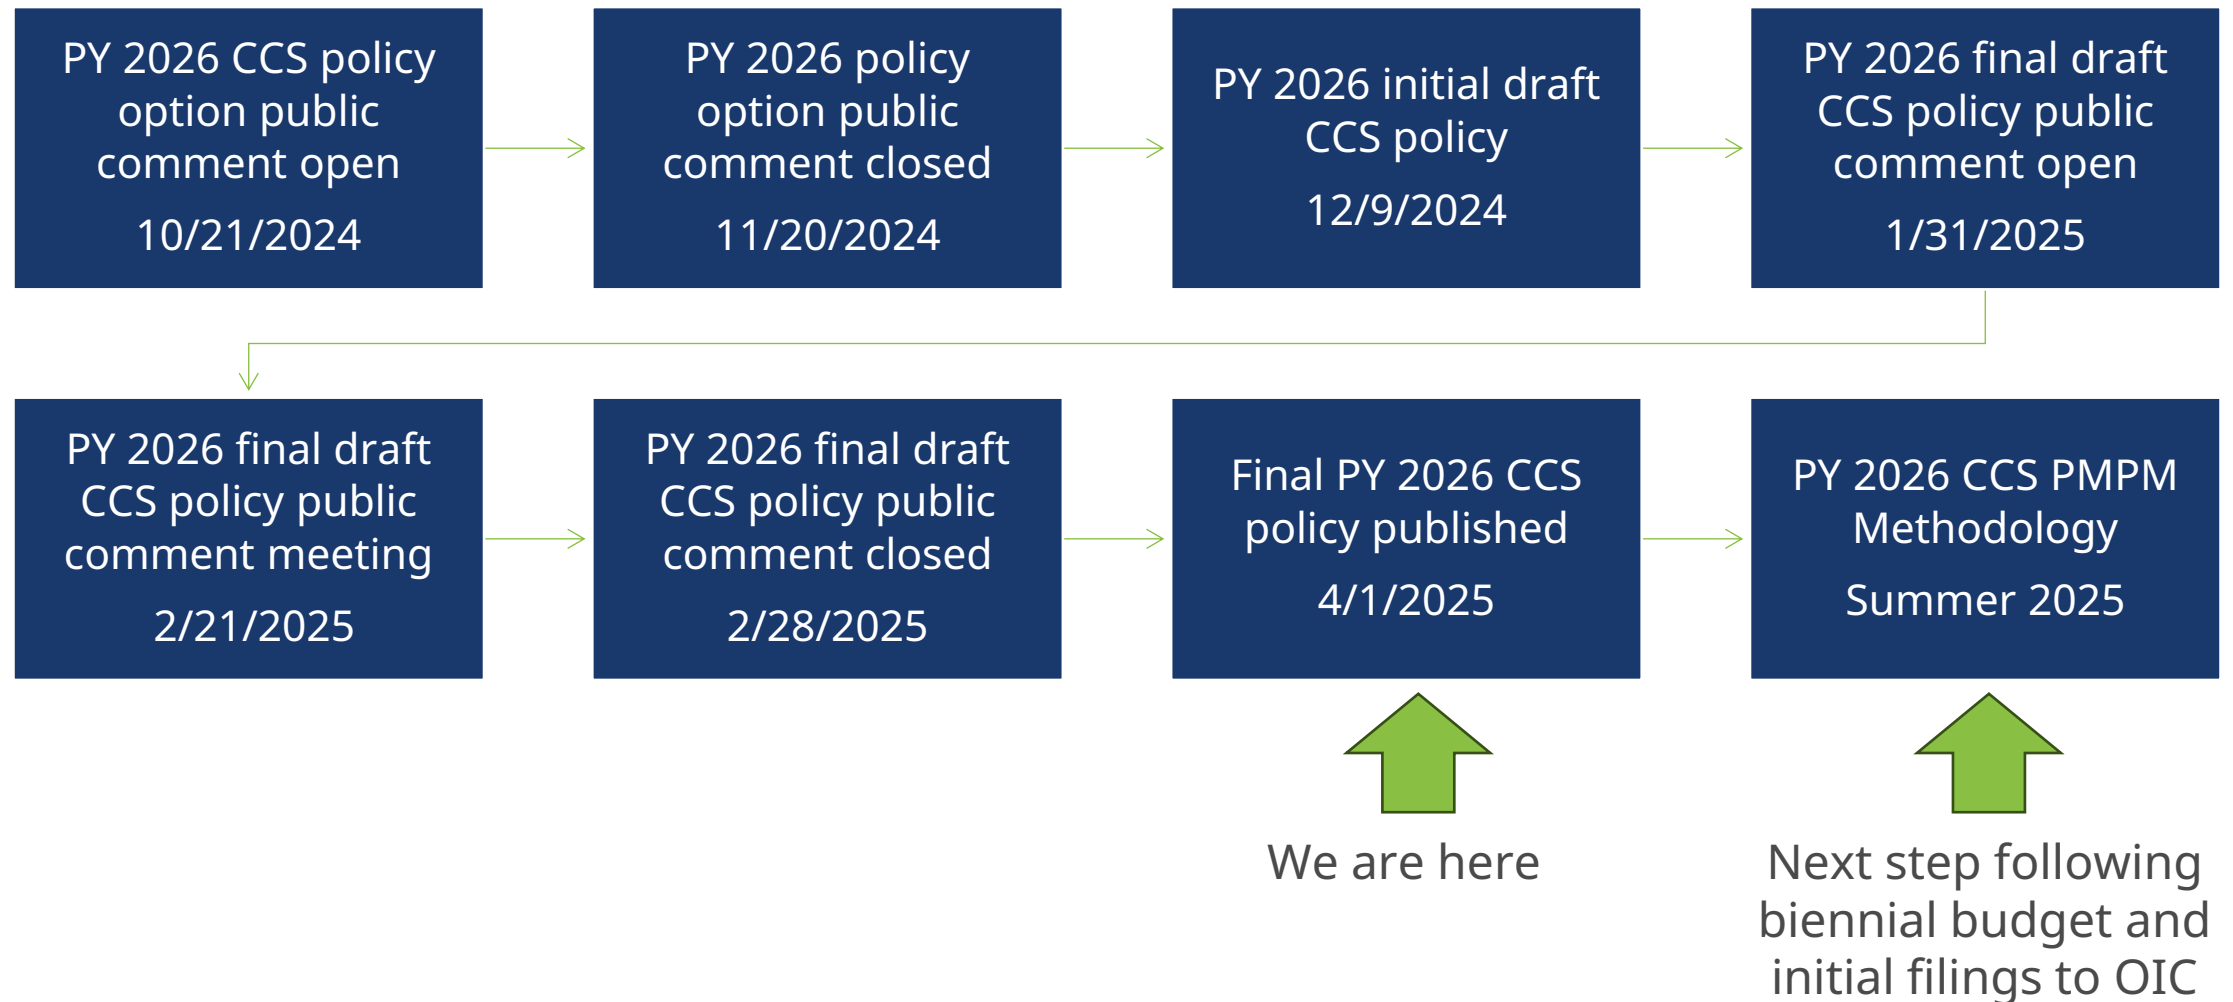 PY 2026 CCS policy
option public
comment open
10/21/2024
PY 2026 policy
option public
comment closed
11/20/2024
PY 2026 initial draft
CCS policy
12/9/2024
PY 2026 final draft
CCS policy public
comment open
1/31/2025
PY 2026 final draft
CCS policy public
comment meeting
2/21/2025
PY 2026 final draft
CCS policy public
comment closed
2/28/2025
Final PY 2026 CCS
policy published
4/1/2025
PY 2026 CCS PMPM
Methodology
Summer 2025
We are here
Next step following
biennial budget and
initial filings to OIC